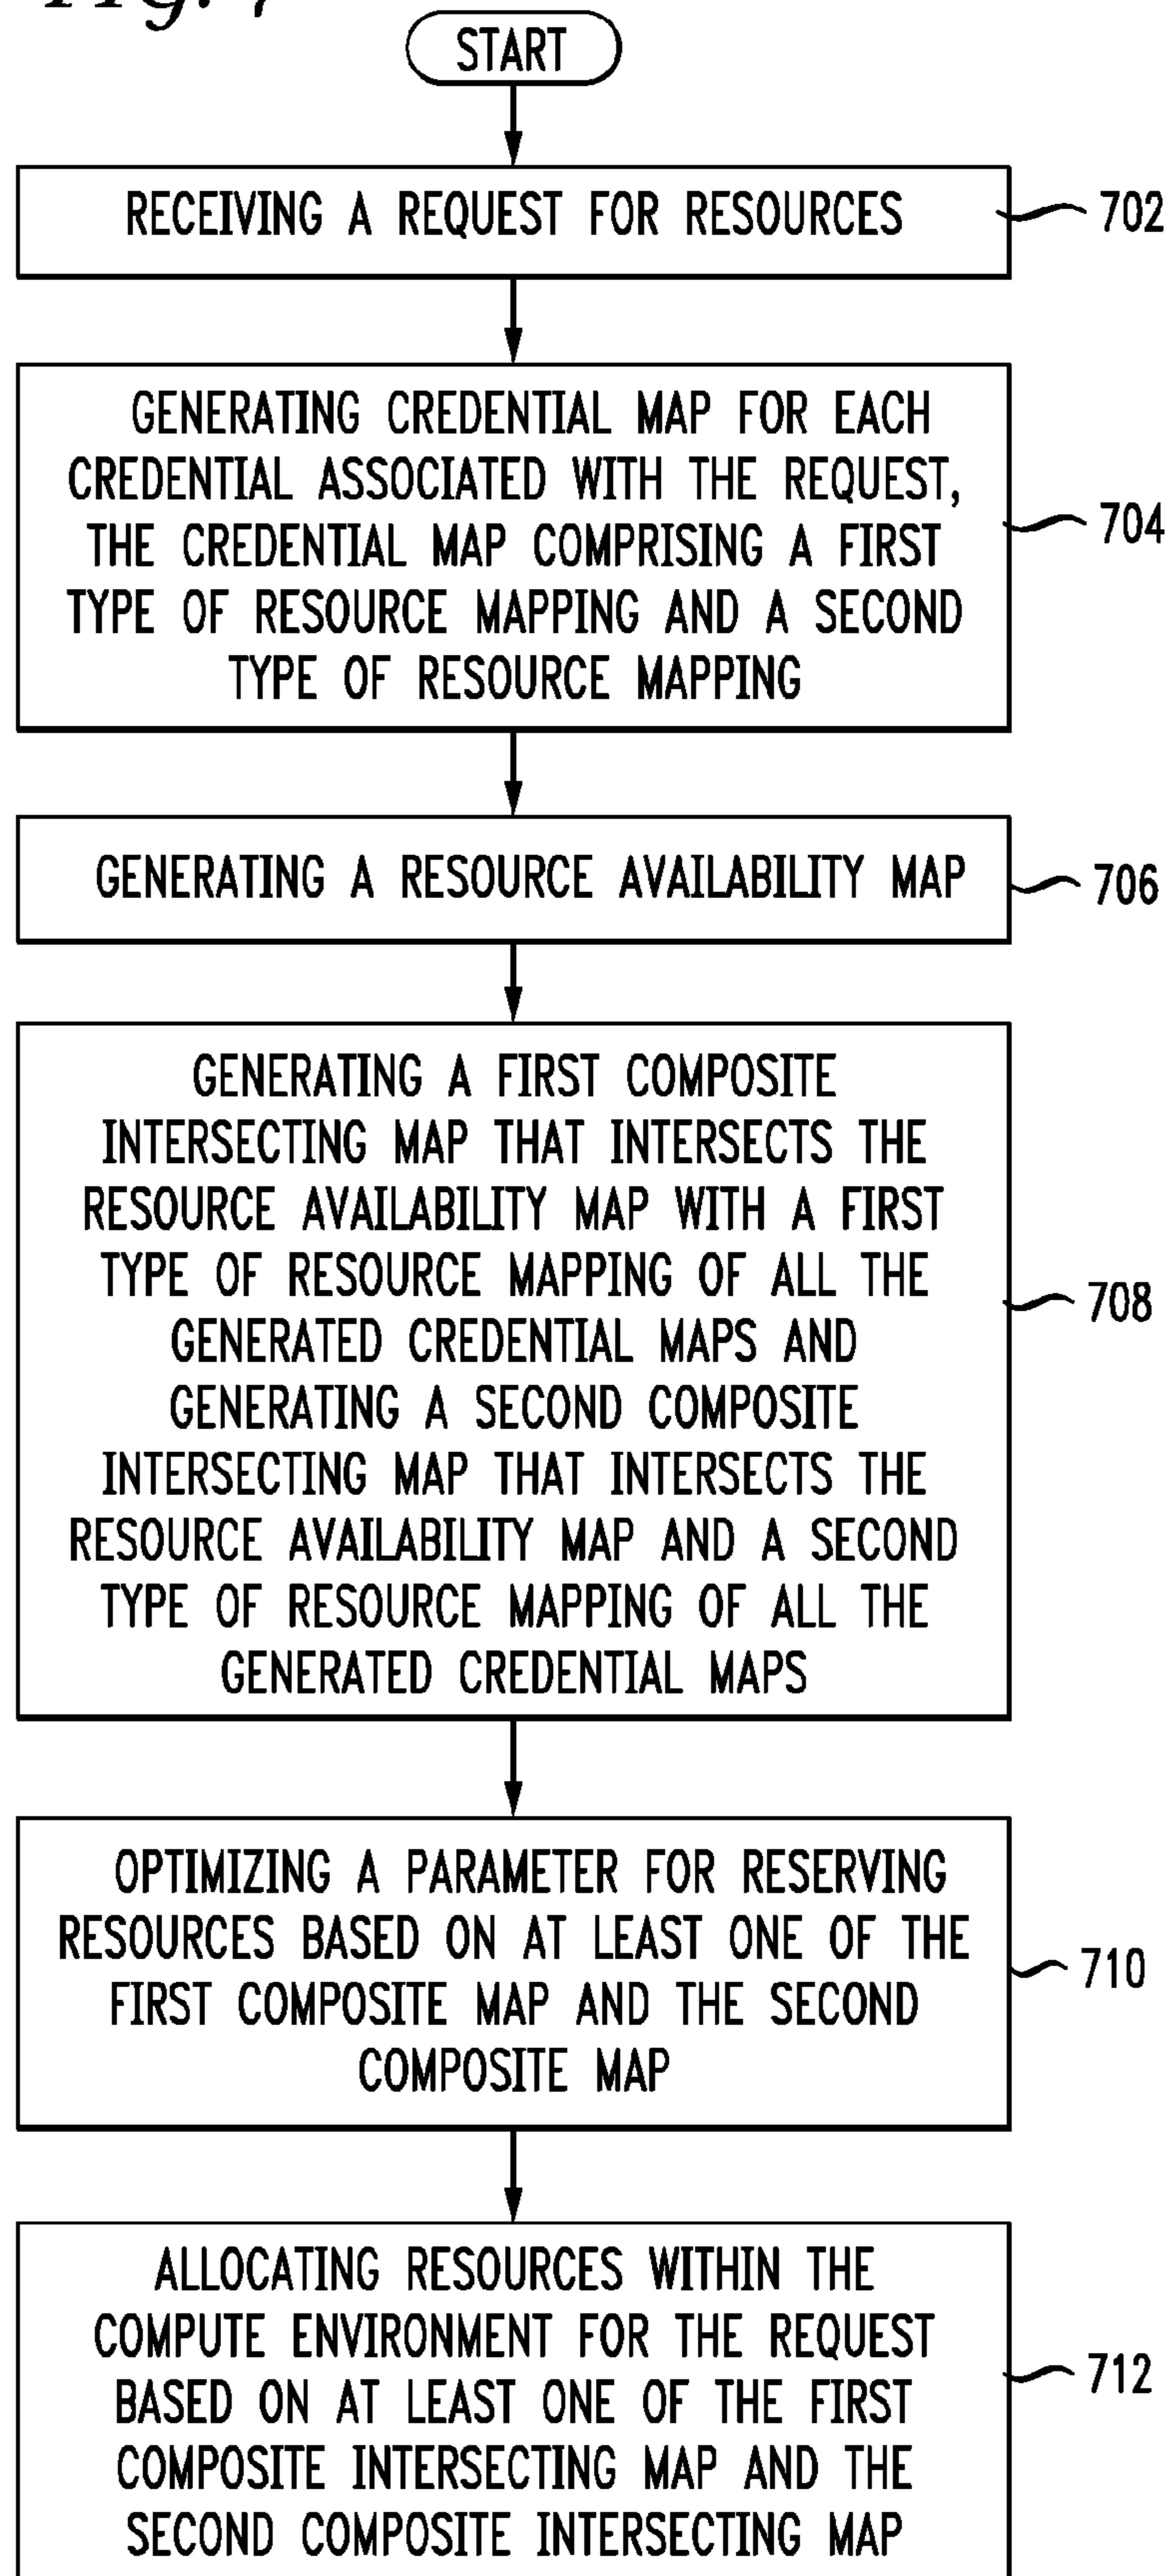 Fig. 7
START
RECEIVING A REQUEST FOR RESOURCES
702
GENERATING CREDENTIAL MAP FOR EACH
CREDENTIAL ASSOCIATED WITH THE REQUEST,
THE CREDENTIAL MAP COMPRISING A FIRST
TYPE OF RESOURCE MAPPING AND A SECOND
TYPE OF RESOURCE MAPPING
704
GENERATING A RESOURCE AVAILABILITY MAP
706
GENERATING A FIRST COMPOSITE
INTERSECTING MAP THAT INTERSECTS THE
RESOURCE AVAILABILITY MAP WITH A FIRST
TYPE OF RESOURCE MAPPING OF ALL THE
GENERATED CREDENTIAL MAPS AND
GENERATING A SECOND COMPOSITE
INTERSECTING MAP THAT INTERSECTS THE
RESOURCE AVAILABILITY MAP AND A SECOND
TYPE OF RESOURCE MAPPING OF ALL THE
GENERATED CREDENTIAL MAPS
708
OPTIMIZING A PARAMETER FOR RESERVING
RESOURCES BASED ON AT LEAST ONE OF THE
FIRST COMPOSITE MAP AND THE SECOND
COMPOSITE MAP
710
ALLOCATING RESOURCES WITHIN THE
COMPUTE ENVIRONMENT FOR THE REQUEST
BASED ON AT LEAST ONE OF THE FIRST
COMPOSITE INTERSECTING MAP AND THE
SECOND COMPOSITE INTERSECTING MAP
712